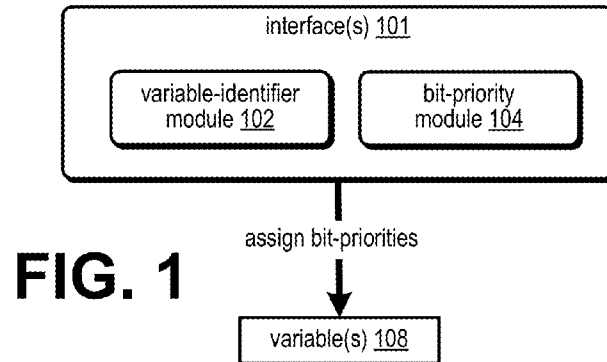 interface(s) 101
variable-identifier
module 102
bit-priority
module 104
assign bit-priorities
FIG. 1
variable(s) 108